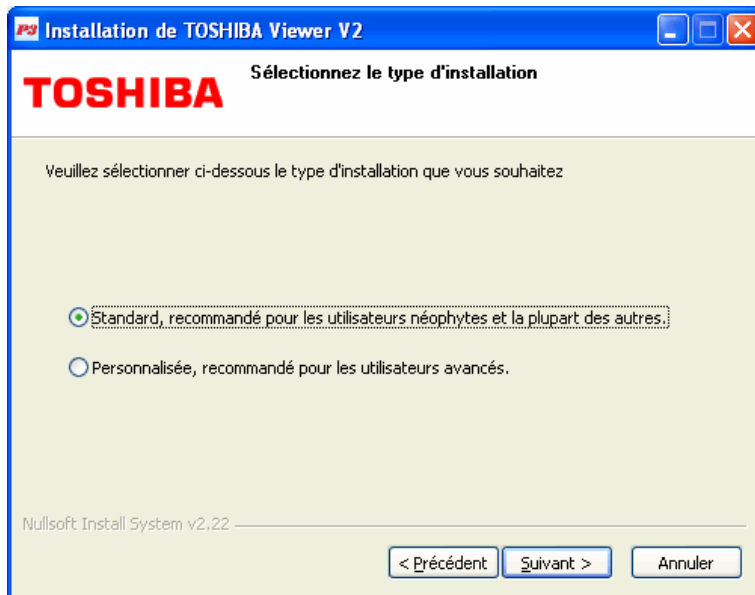 Installation de TOSHIBA Viewer V2
Sélectionnez le type d'installation
TOSHIBA
Veuillez sélectionner ci-dessous le type d'installation que vous souhaitez
Standard, recommandé pour les utilisateurs néophytes et la plupart des autres.
Personnalisée, recommandé pour les utilisateurs avancés.
Nullsoft Install System v2.22
< Précédent Suivant > Annuler